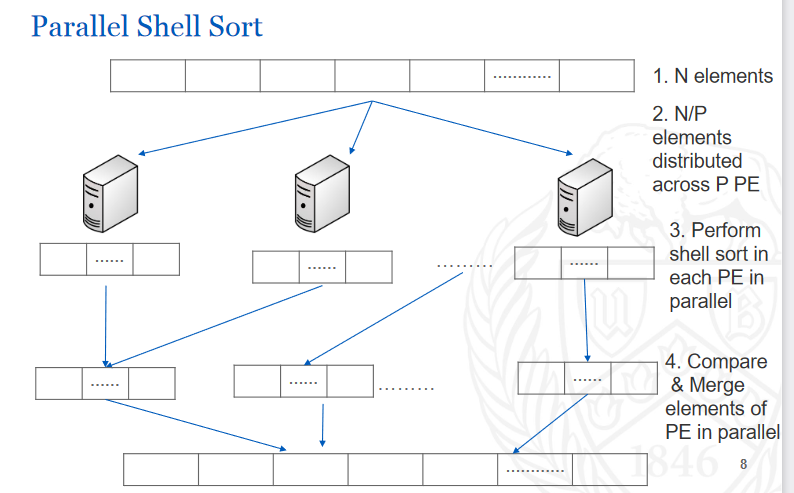 Parallel Shell Sort
............
1. N elements
2. N/P
elements
distributed
across P PE
3. Perform
shell sort in
each PE in
parallel
......
......
.........
......
4. Compare
& Merge
elements of
PE in parallel
......
......
.........
......
............
1846
8